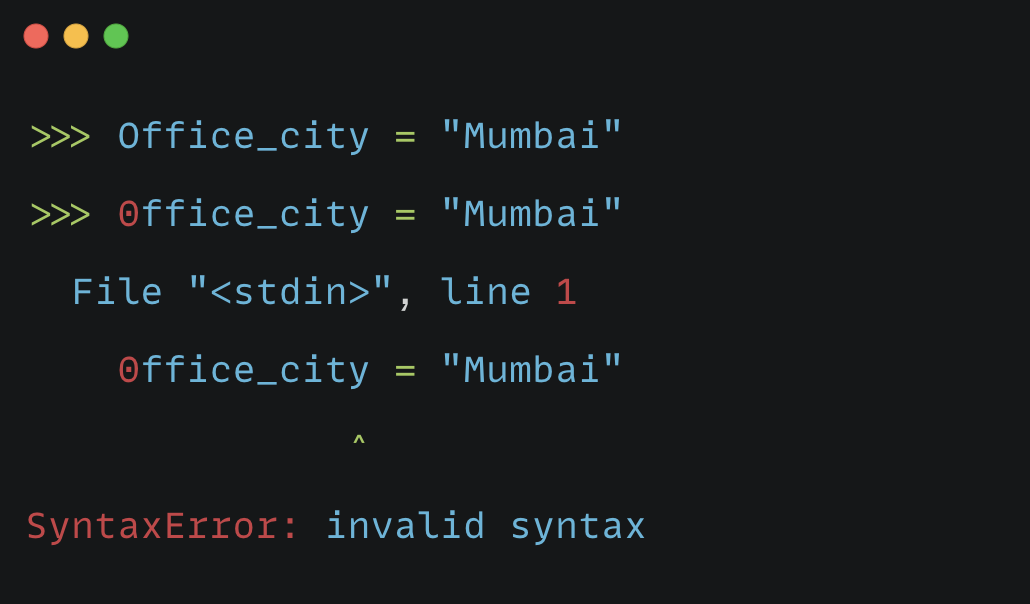 >>> Office_city = "Mumbai"
>>> 0ffice_city = "Mumbai"
  File "<stdin>", line 1
    0ffice_city = "Mumbai"
              ^
SyntaxError: invalid syntax